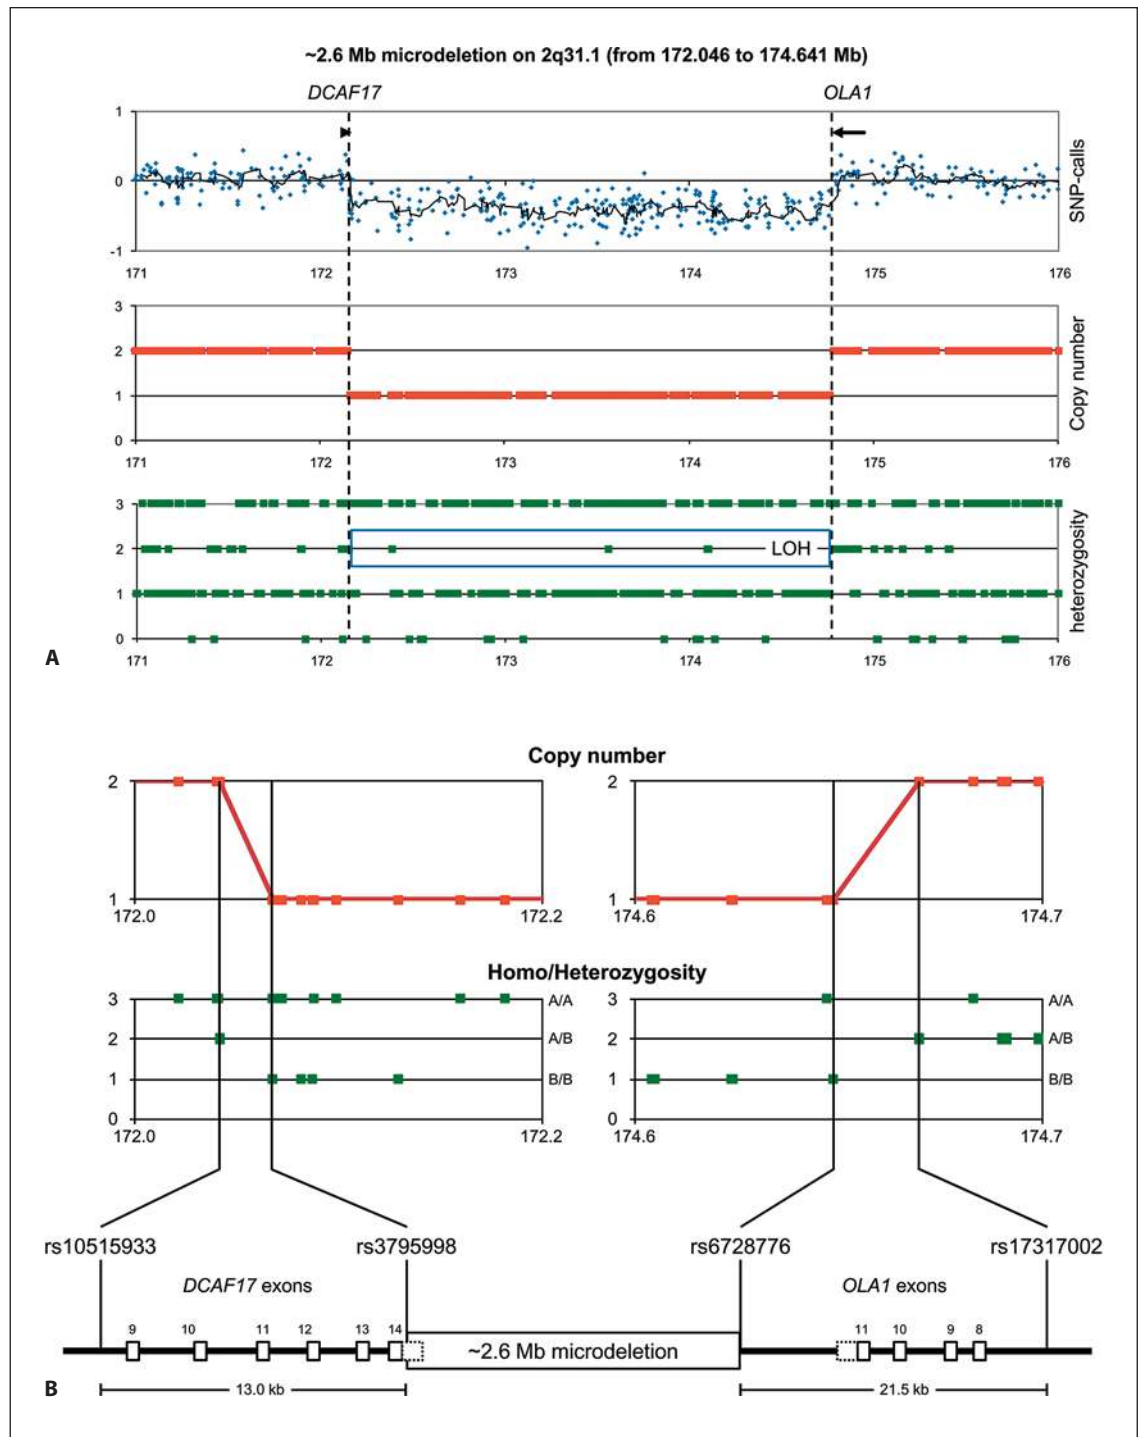 ~2.6 Mb microdeletion on 2q31.1 (from 172.046 to 174.641 Mb)
DCAF17 OLA1
1
0
-1
SNP-calls
171 172 173 174 175 176
3
2
1
0
Copy number
171 172 173 174 175 176
3
2 LOH
1
0
heterozygosity
171 172 173 174 175 176
A
Copy number
2 2
1 1
172.0 172.2 174.6 174.7
Homo/Heterozygosity
3 A/A 3 A/A
2 A/B 2 A/B
1 B/B 1 B/B
0 0
172.0 172.2 174.6 174.7
rs10515933 rs3795998 rs6728776 rs17317002
DCAF17 exons OLA1 exons
9 10 11 12 13 14 11 10 9 8
~2.6 Mb microdeletion
13.0 kb 21.5 kb
B